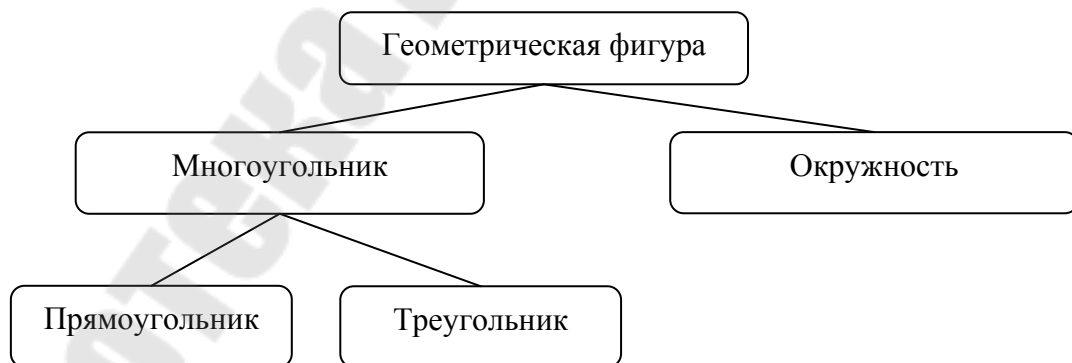 Геометрическая фигура
Многоугольник
Окружность
Прямоугольник
Треугольник